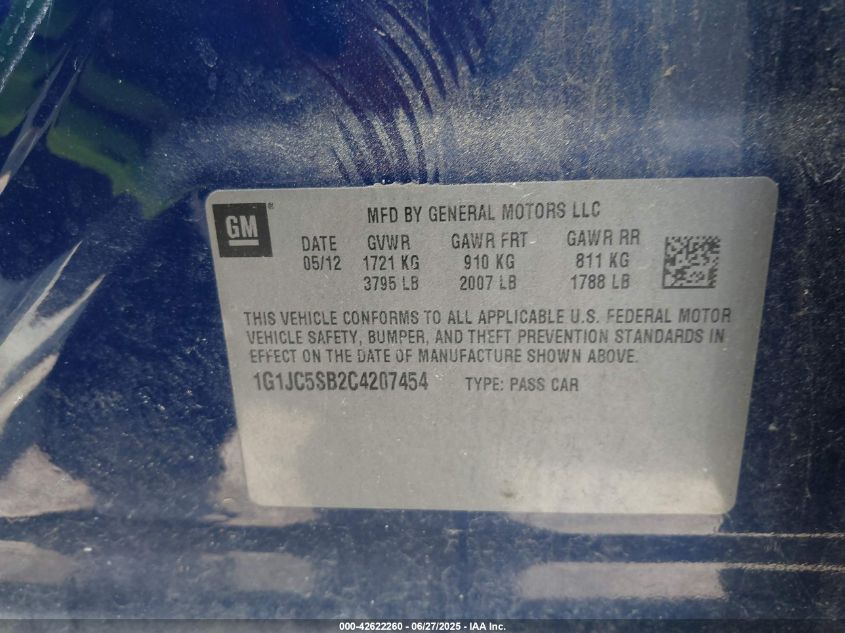 GM ®
MFD BY GENERAL MOTORS LLC
DATE GVWR GAWR FRT GAWR RR
05/12 1721 KG 910 KG 811 KG
3795 LB 2007 LB 1788 LB
THIS VEHICLE CONFORMS TO ALL APPLICABLE U.S. FEDERAL MOTOR
VEHICLE SAFETY, BUMPER, AND THEFT PREVENTION STANDARDS IN
EFFECT ON THE DATE OF MANUFACTURE SHOWN ABOVE.
1G1JC5SB2C4207454 TYPE: PASS CAR
000-42622260 - 06/27/2025 - IAA Inc.